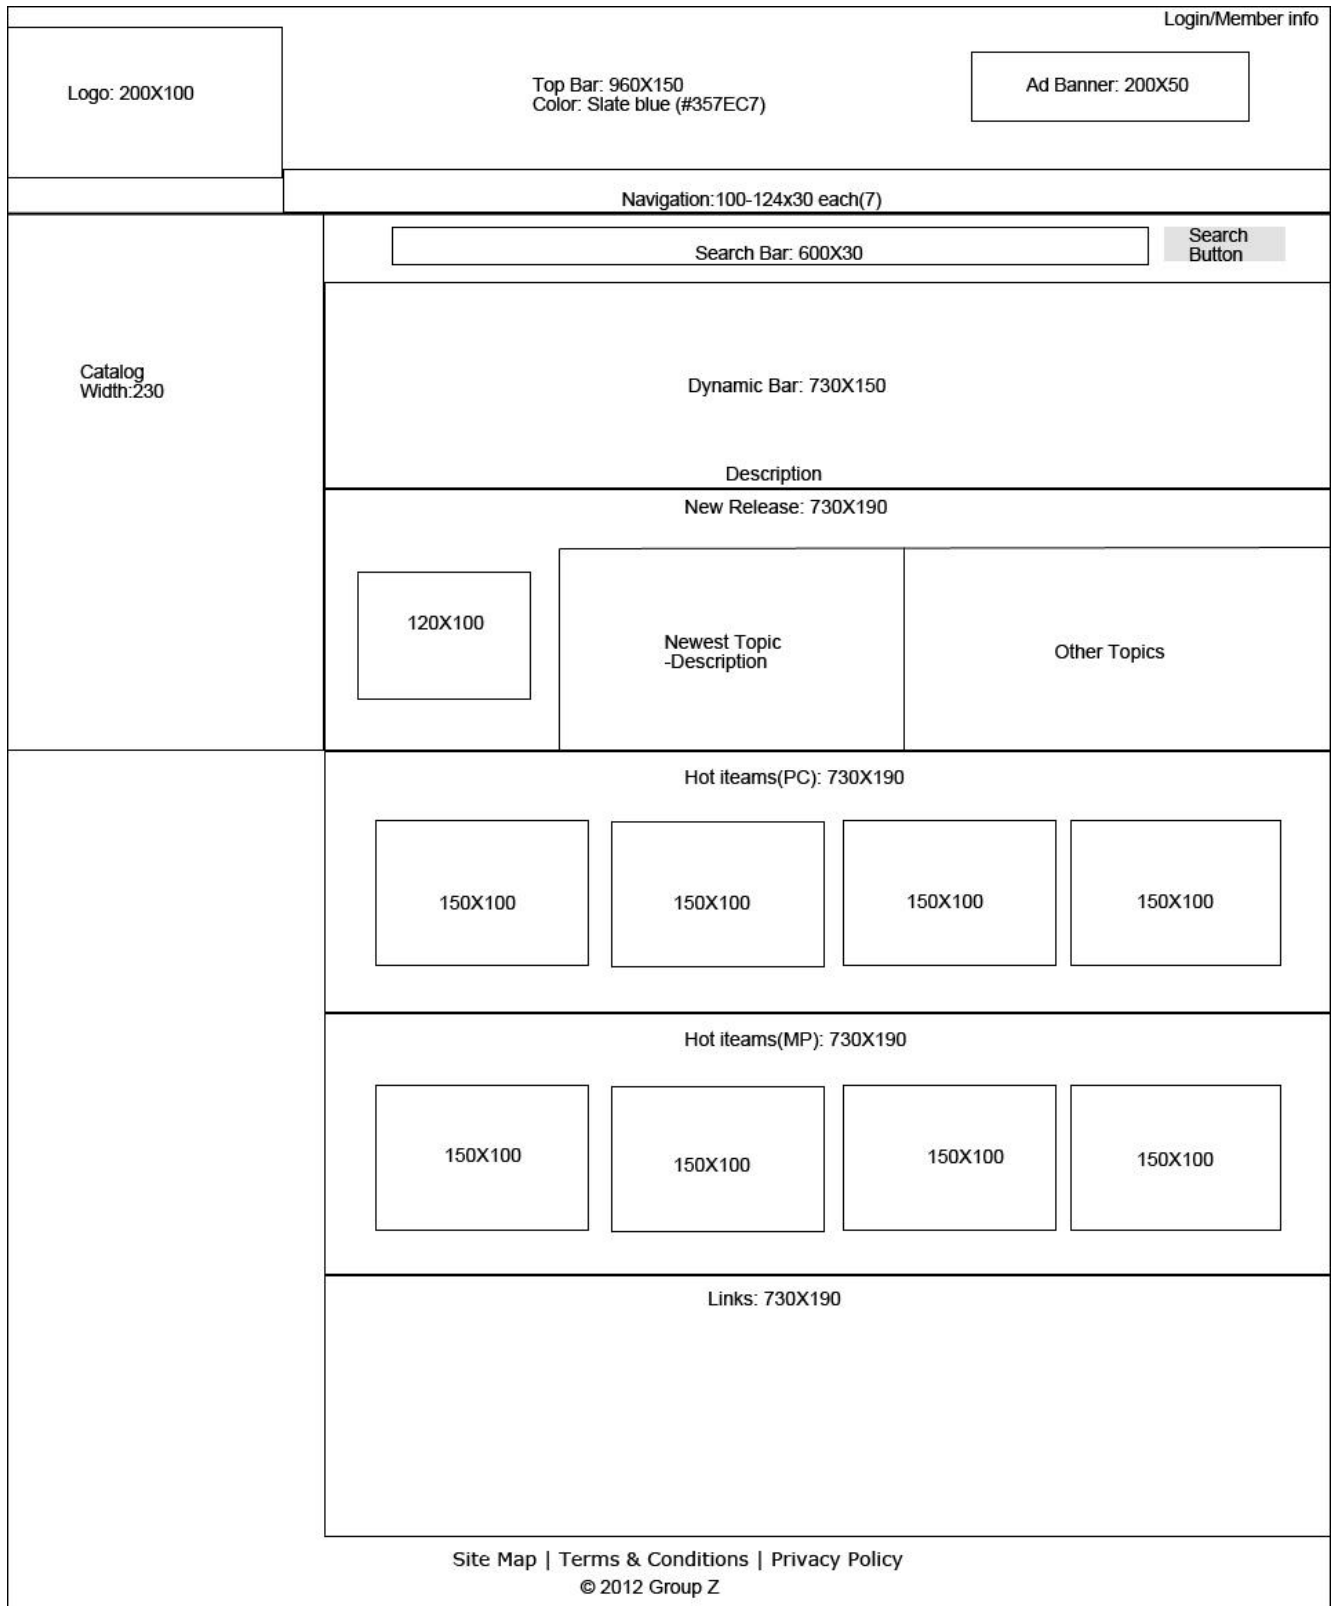 Login/Member info
Logo: 200X100
Top Bar: 960X150
Color: Slate blue (#357EC7)
Ad Banner: 200X50
Navigation:100-124x30 each(7)
Search Bar: 600X30
Search
Button
Catalog
Width:230
Dynamic Bar: 730X150
Description
New Release: 730X190
120X100
Newest Topic
-Description
Other Topics
Hot iteams(PC): 730X190
150X100
150X100
150X100
150X100
Hot iteams(MP): 730X190
150X100
150X100
150X100
150X100
Links: 730X190
Site Map | Terms & Conditions | Privacy Policy
© 2012 Group Z